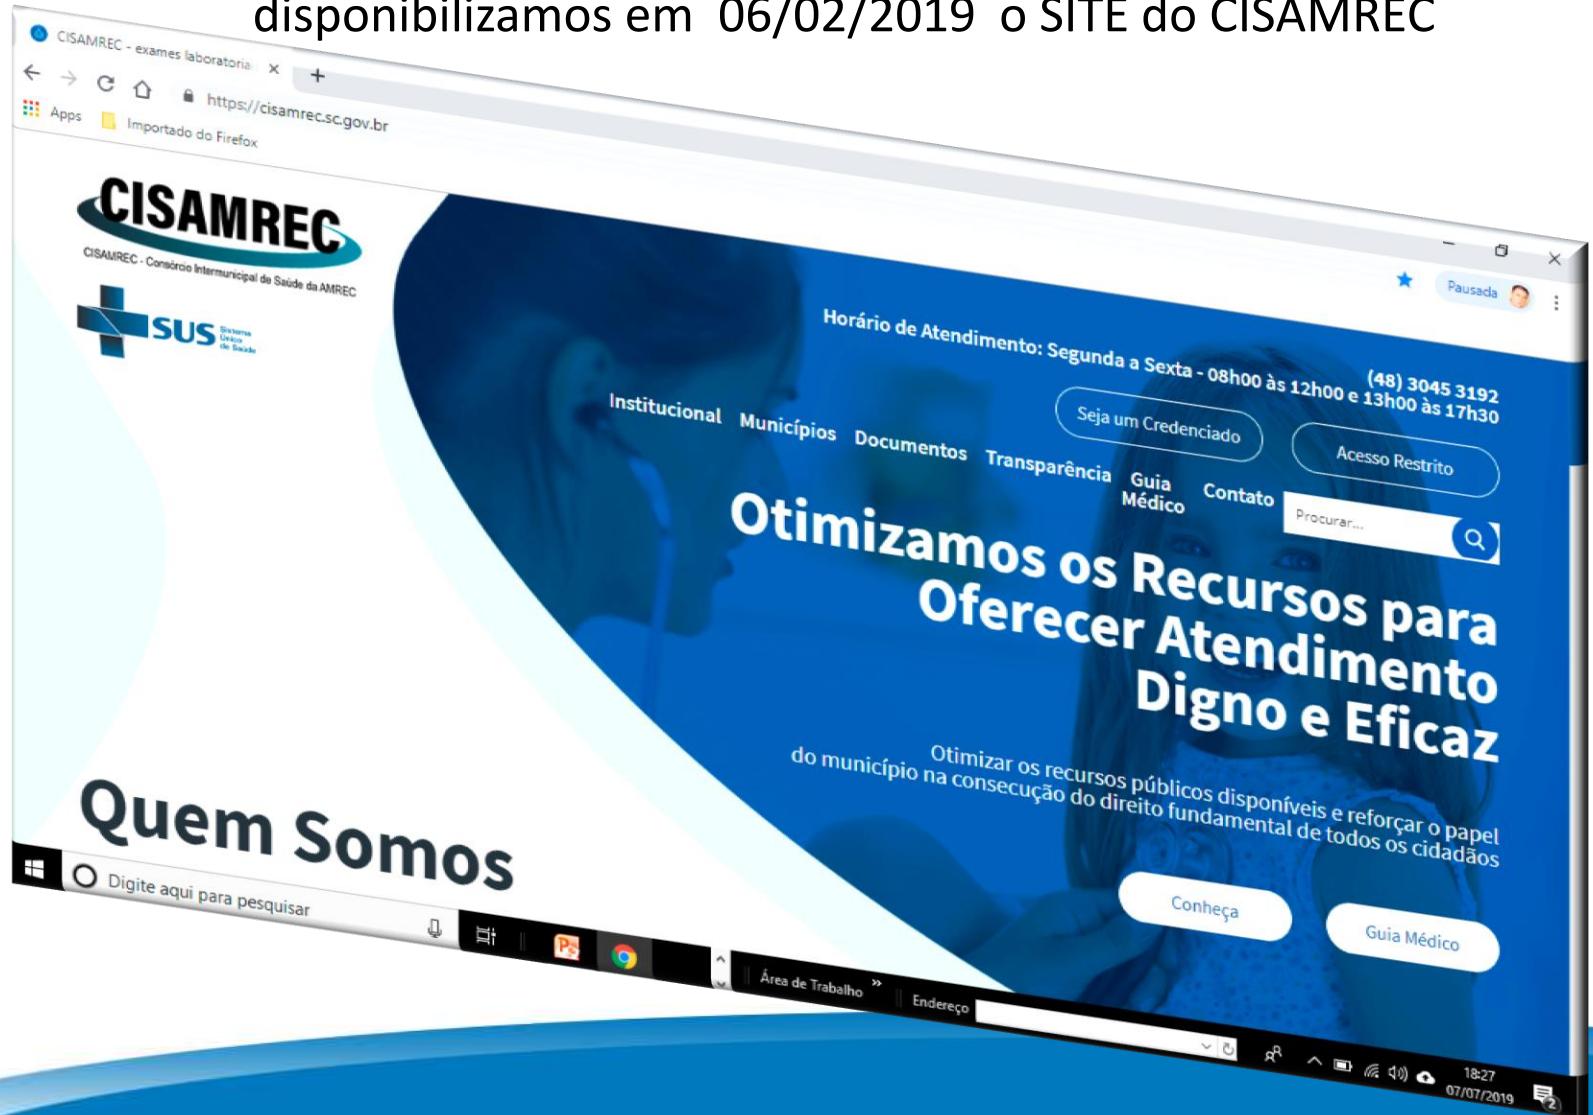 disponibilizamos em 06/02/2019 o SITE do CISAMREC
CISAMREC - exames laboratoria
https://cisamrec.sc.gov.br
Apps
Importado do Firefox
Pausada
CISAMREC
CISAMREC - Consórcio Intermunicipal de Saúde da AMREC
SUS
Sistema
Único
de Saúde
(48) 3045 3192
Horário de Atendimento: Segunda a Sexta - 08h00 às 12h00 e 13h00 às 17h30
Seja um Credenciado
Acesso Restrito
Institucional Municípios Documentos Transparência Guia Médico Contato
Procurar...
Otimizamos os Recursos para
Oferecer Atendimento
Digno e Eficaz
Otimizar os recursos públicos disponíveis e reforçar o papel
do município na consecução do direito fundamental de todos os cidadãos
Conheça
Guia Médico
Quem Somos
Digite aqui para pesquisar
Área de Trabalho
Endereço
18:27
07/07/2019
2